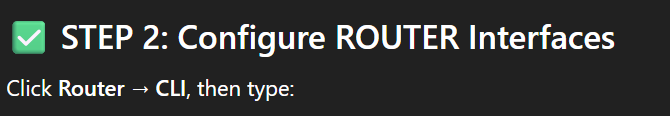 ✅ STEP 2: Configure ROUTER Interfaces
Click Router → CLI, then type: